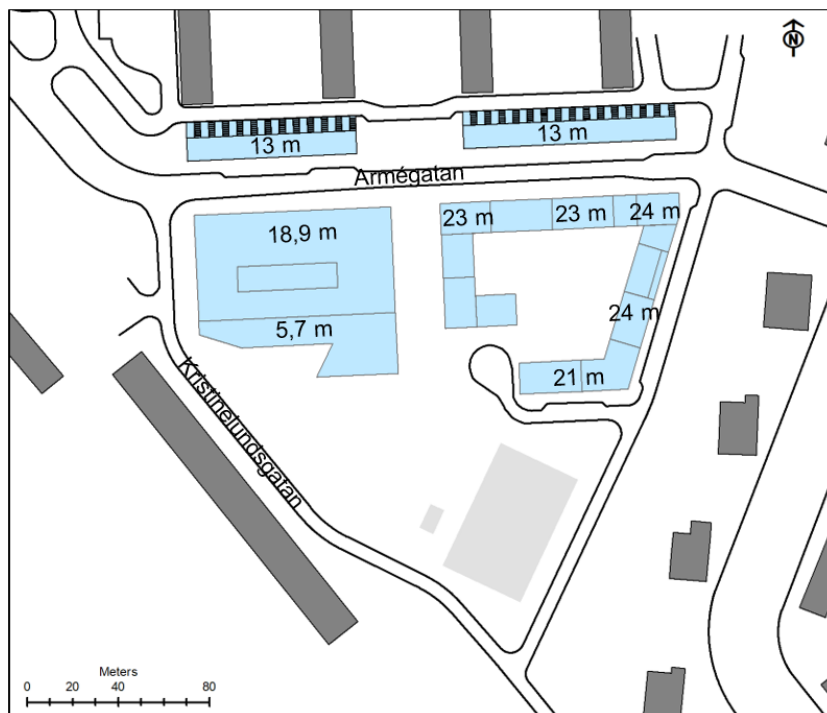 N
13 m
13 m
Armégatan
23 m
23 m
24 m
18,9 m
5,7 m
24 m
21 m
Kristinelundsgatan
Meters
0 20 40 80